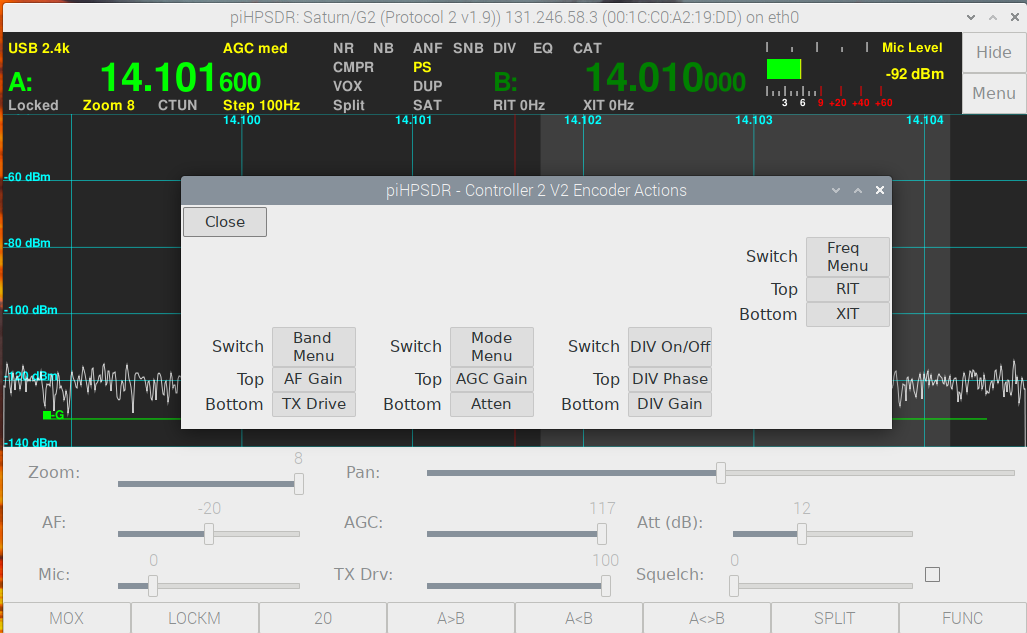 piHPSDR: Saturn/G2 (Protocol 2 v1.9)) 131.246.58.3 (00:1C:C0:A2:19:DD) on eth0
USB 2.4k AGC med NR NB ANF SNB DIV EQ CAT Mic Level Hide
CMPR PS -92 dBm
A: 14.101600 VOX DUP B: 14.010000 Menu
Locked Zoom 8 CTUN Step 100Hz Split SAT RIT 0Hz XIT 0Hz 3 6 9 +20 +40 +60
14.100 14.101 14.102 14.103 14.104
-60 dBm
-80 dBm
-100 dBm
-120 dBm
-G
-140 dBm
piHPSDR - Controller 2 V2 Encoder Actions
Close
Switch Freq Menu
Top RIT
Bottom XIT
Switch Band Menu Switch Mode Menu Switch DIV On/Off
Top AF Gain Top AGC Gain Top DIV Phase
Bottom TX Drive Bottom Atten Bottom DIV Gain
Zoom: 8 Pan:
AF: -20 AGC: 117 Att (dB): 12
Mic: 0 TX Drv: 100 Squelch: 0
MOX LOCKM 20 A>B A<B A<>B SPLIT FUNC